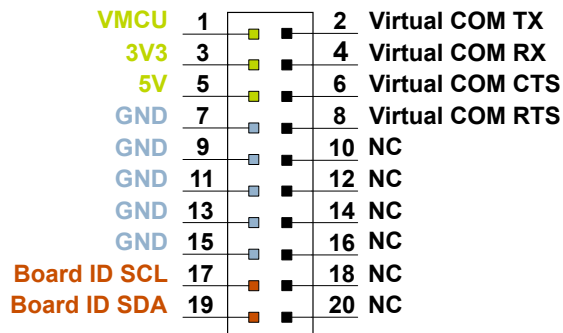 VMCU 1 2 Virtual COM TX
3V3 3 4 Virtual COM RX
5V 5 6 Virtual COM CTS
GND 7 8 Virtual COM RTS
GND 9 10 NC
GND 11 12 NC
GND 13 14 NC
GND 15 16 NC
Board ID SCL 17 18 NC
Board ID SDA 19 20 NC